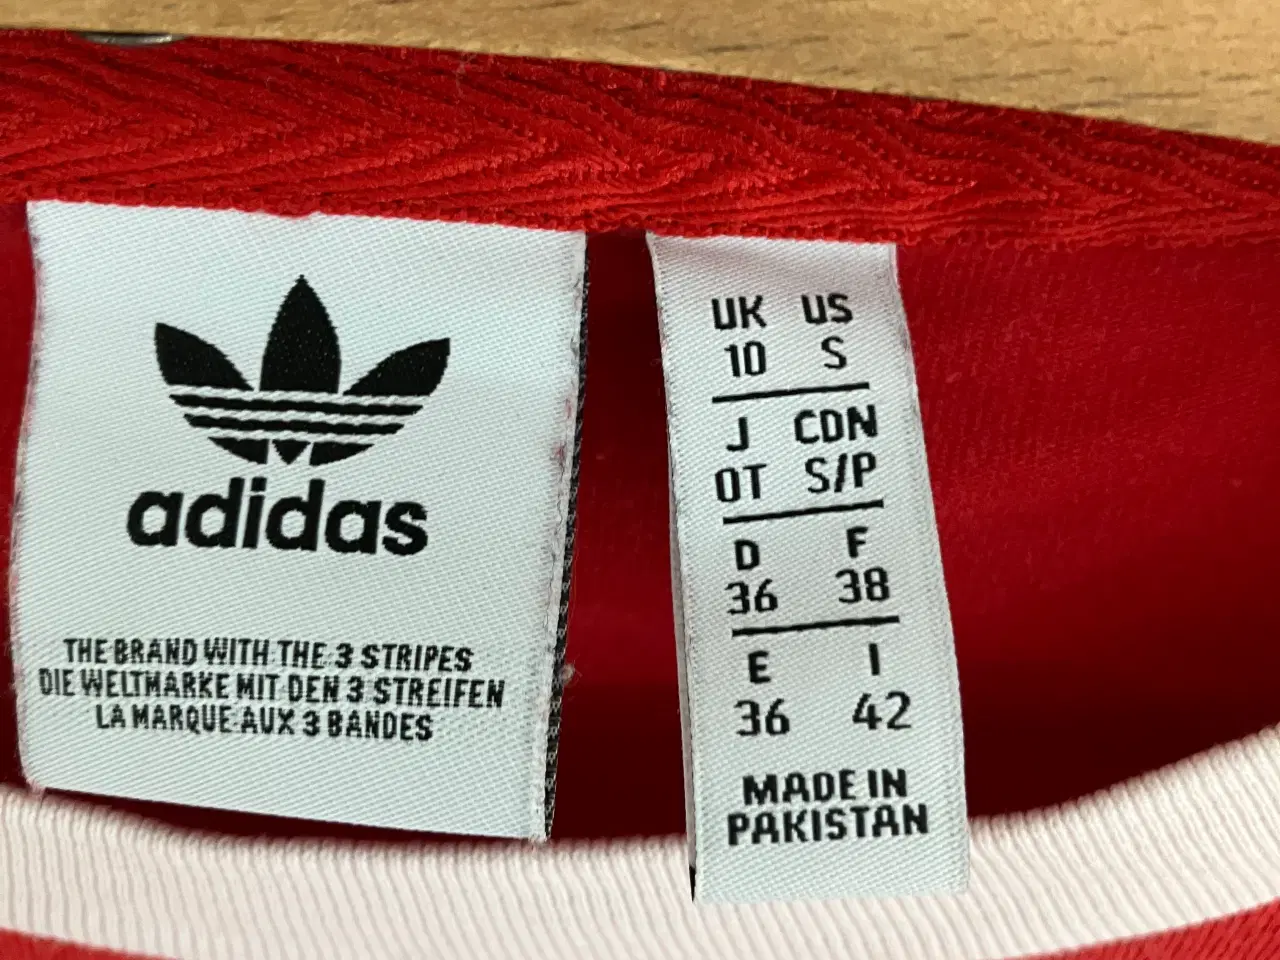 adidas
THE BRAND WITH THE 3 STRIPES
DIE WELTMARKE MIT DEN 3 STREIFEN
LA MARQUE AUX 3 BANDES
UK US
10 S
J CDN
OT S/P
D F
36 38
E I
36 42
MADE IN
PAKISTAN